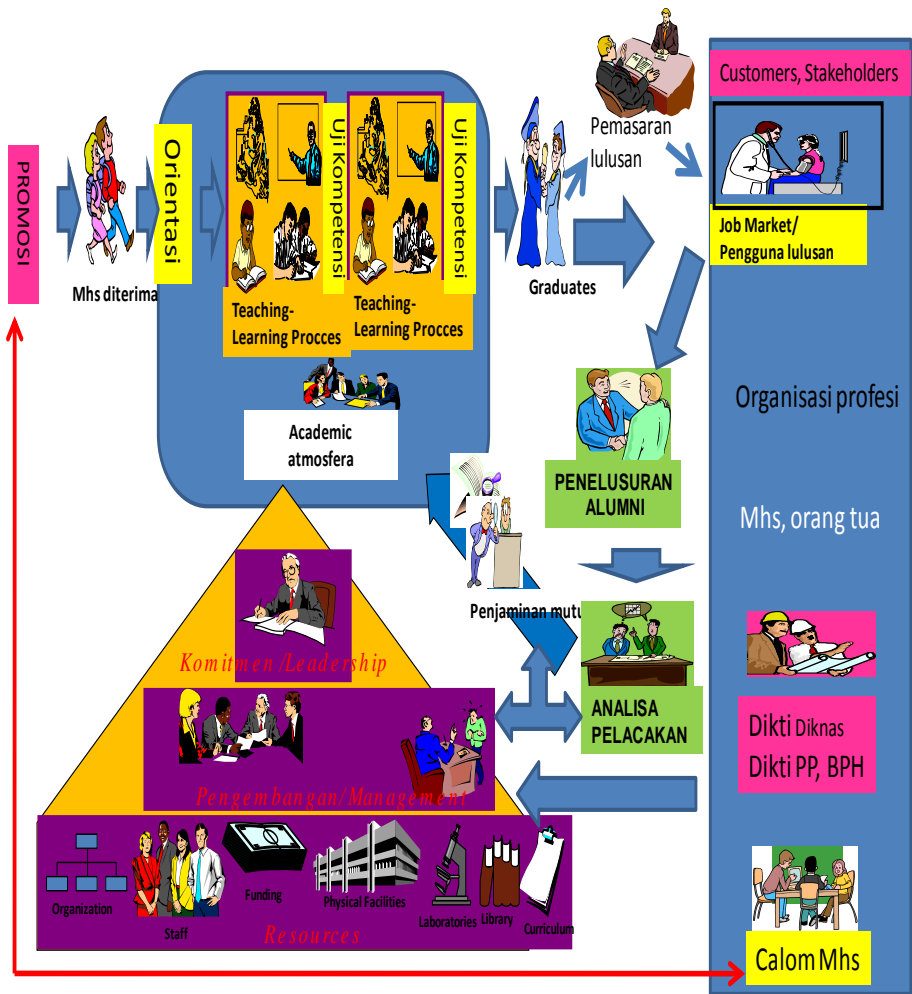 Customers, Stakeholders
Pemasaran
lulusan
PROMOSI
Orientasi
Uji Kompetensi
Uji Kompetensi
Job Market/
Pengguna lulusan
Mhs diterima
Graduates
Teaching-
Learning Procces
Teaching-
Learning Procces
Organisasi profesi
Academic
atmosfera
PENELUSURAN
ALUMNI
Mhs, orang tua
Penjaminan mutu
Komitmen/Leadership
ANALISA
PELACAKAN
Dikti Diknas
Dikti PP, BPH
Pengembangan/Management
Organization
Staff
Funding
Physical Facilities
Laboratories
Library
Curriculum
Resources
Calom Mhs